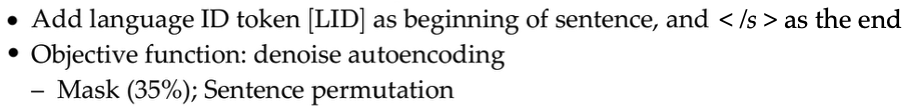 • Add language ID token [LID] as beginning of sentence, and < /s > as the end
• Objective function: denoise autoencoding
– Mask (35%); Sentence permutation